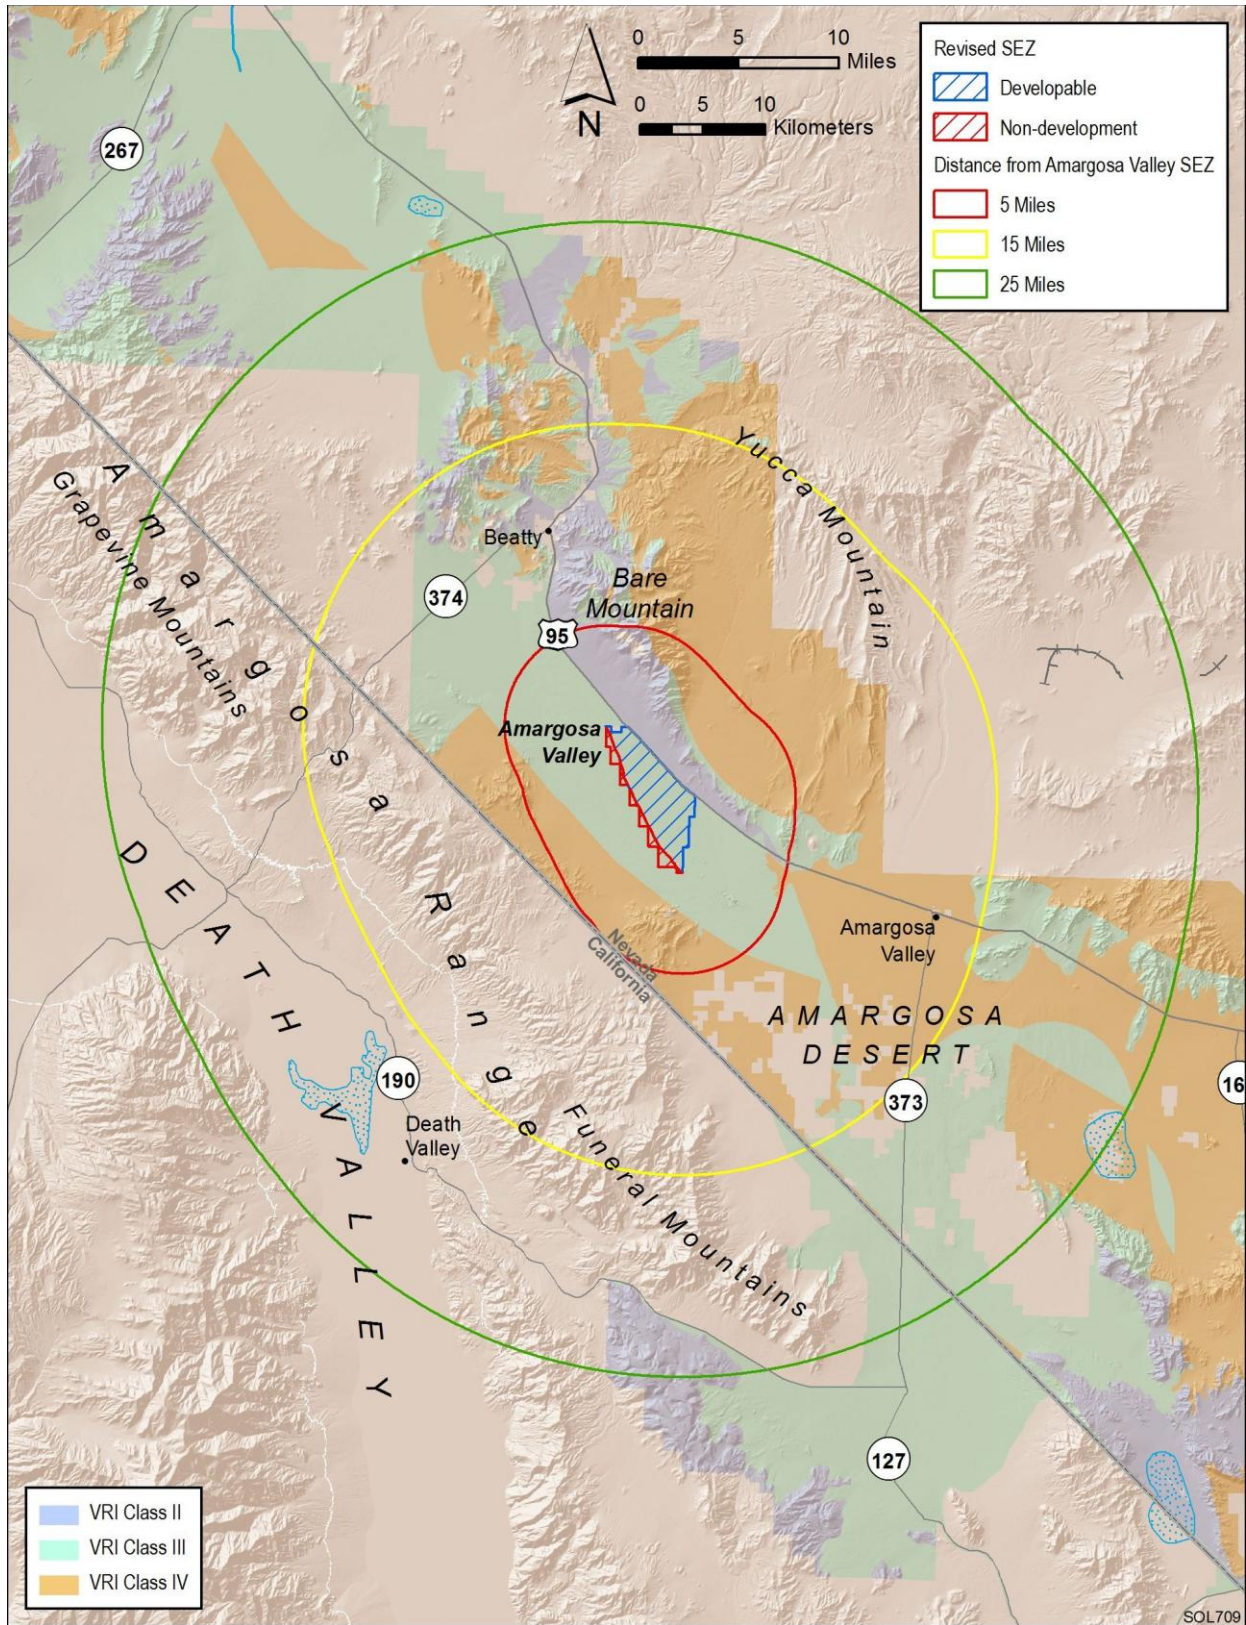 0 5 10
Miles
0 5 10
Kilometers
N
Revised SEZ
Developable
Non-development
Distance from Amargosa Valley SEZ
5 Miles
15 Miles
25 Miles
267
Yucca Mountain
Amargosa Range
Grapevine Mountains
Beatty
Bare
Mountain
374
95
Amargosa
Valley
Nevada
California
Amargosa
Valley
DEATH VALLEY
AMARGOSA
DESERT
190
373
16
Death
Valley
Funeral Mountains
127
VRI Class II
VRI Class III
VRI Class IV
SOL709